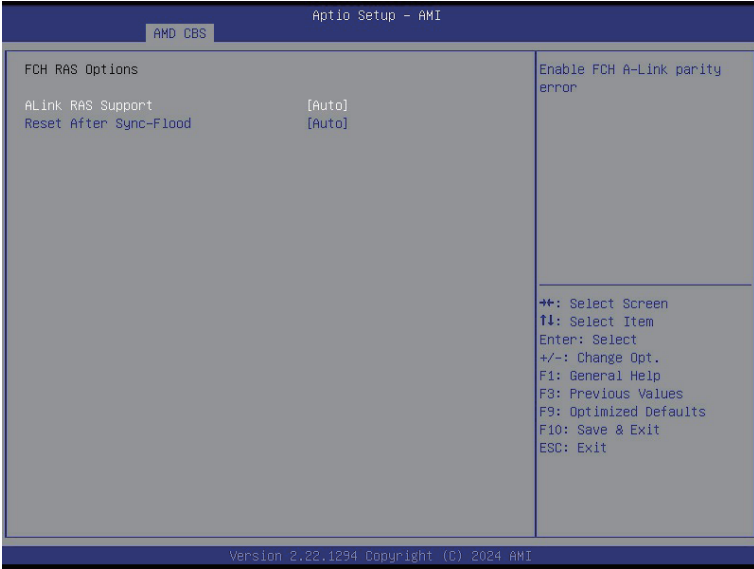 Aptio Setup - AMI
AMD CBS
FCH RAS Options
ALink RAS Support [Auto]
Reset After Sync-Flood [Auto]
Enable FCH A-Link parity
error
→←: Select Screen
↑↓: Select Item
Enter: Select
+/-: Change Opt.
F1: General Help
F3: Previous Values
F9: Optimized Defaults
F10: Save & Exit
ESC: Exit
Version 2.22.1294 Copyright (C) 2024 AMI